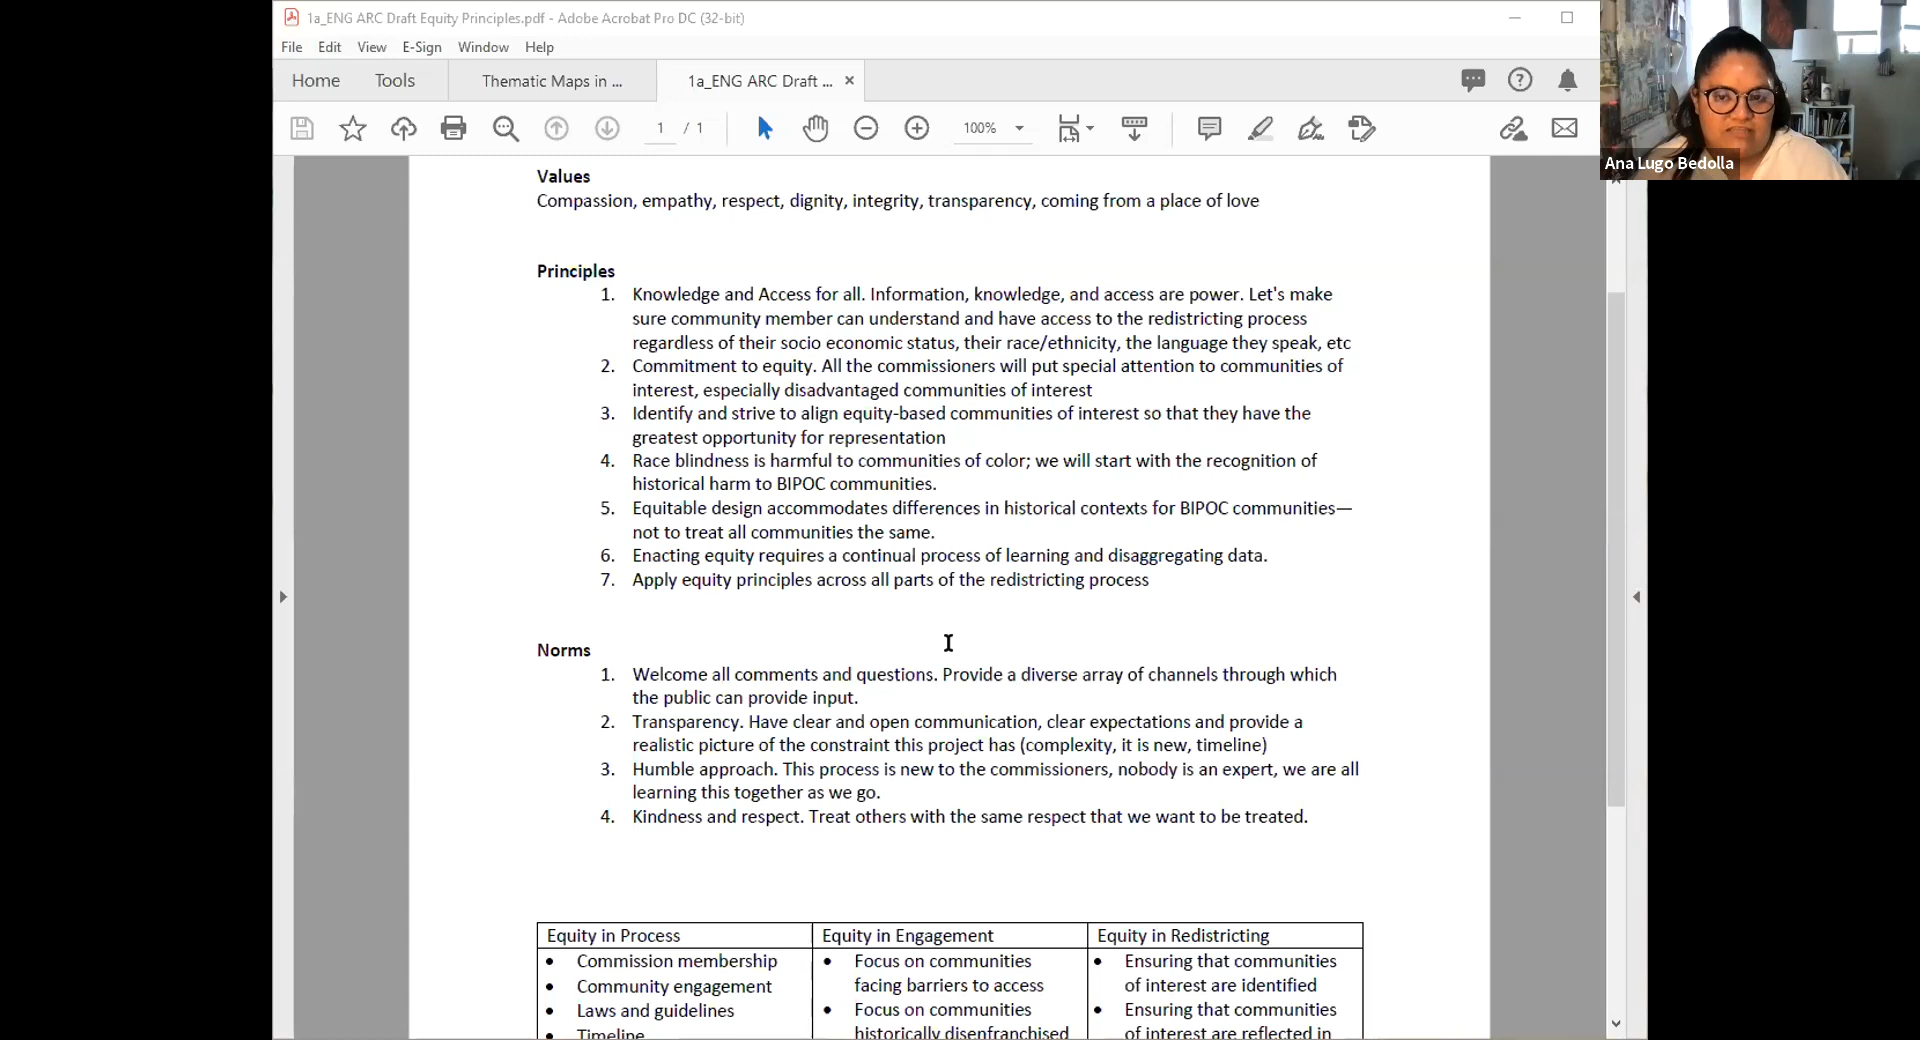 1a_ENG ARC Draft Equity Principles.pdf - Adobe Acrobat Pro DC (32-bit)
File Edit View E-Sign Window Help
Home Tools Thematic Maps in ... 1a_ENG ARC Draft ... ×
1 / 1 100%
Ana Lugo Bedolla
Values
Compassion, empathy, respect, dignity, integrity, transparency, coming from a place of love
Principles
1. Knowledge and Access for all. Information, knowledge, and access are power. Let's make
sure community member can understand and have access to the redistricting process
regardless of their socio economic status, their race/ethnicity, the language they speak, etc
2. Commitment to equity. All the commissioners will put special attention to communities of
interest, especially disadvantaged communities of interest
3. Identify and strive to align equity-based communities of interest so that they have the
greatest opportunity for representation
4. Race blindness is harmful to communities of color; we will start with the recognition of
historical harm to BIPOC communities.
5. Equitable design accommodates differences in historical contexts for BIPOC communities—
not to treat all communities the same.
6. Enacting equity requires a continual process of learning and disaggregating data.
7. Apply equity principles across all parts of the redistricting process
Norms
1. Welcome all comments and questions. Provide a diverse array of channels through which
the public can provide input.
2. Transparency. Have clear and open communication, clear expectations and provide a
realistic picture of the constraint this project has (complexity, it is new, timeline)
3. Humble approach. This process is new to the commissioners, nobody is an expert, we are all
learning this together as we go.
4. Kindness and respect. Treat others with the same respect that we want to be treated.
Equity in Process
• Commission membership
• Community engagement
• Laws and guidelines
• Timeline
Equity in Engagement
• Focus on communities
facing barriers to access
• Focus on communities
historically disenfranchised
Equity in Redistricting
• Ensuring that communities
of interest are identified
• Ensuring that communities
of interest are reflected in